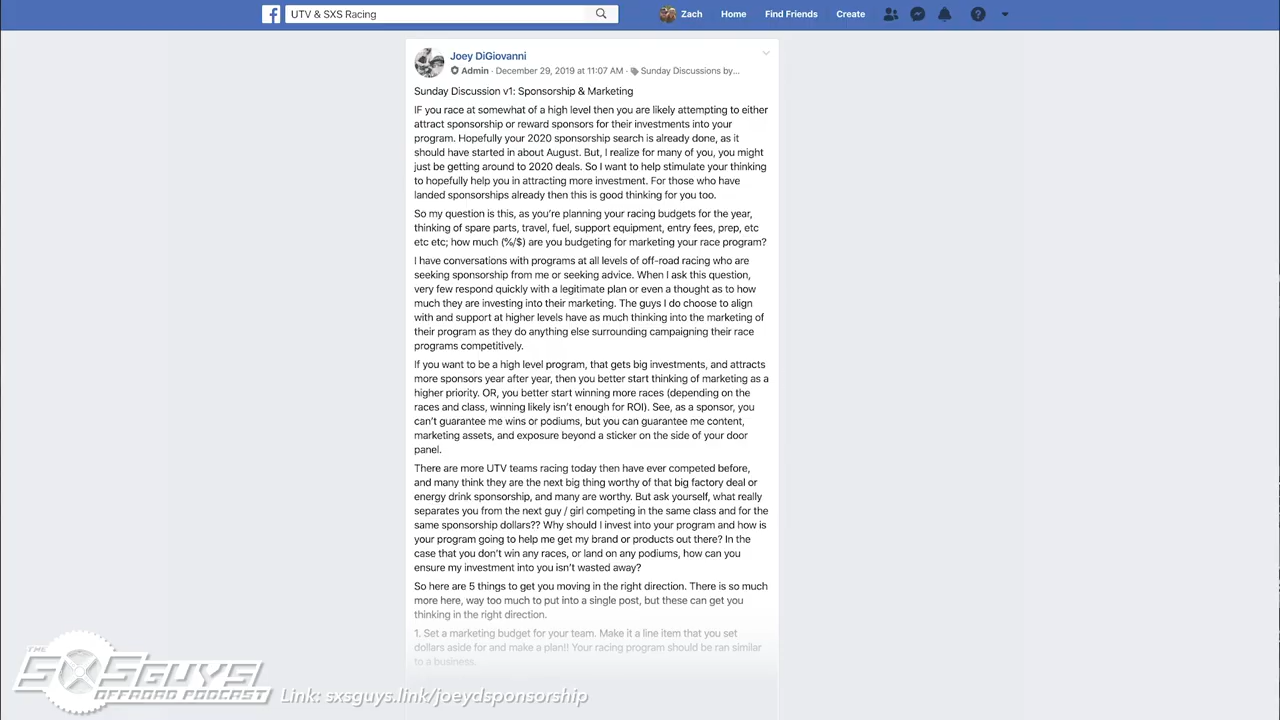 UTV & SXS Racing
Zach
Home
Find Friends
Create
Joey DiGiovanni
Admin · December 29, 2019 at 11:07 AM · Sunday Discussions by...
Sunday Discussion v1: Sponsorship & Marketing
IF you race at somewhat of a high level then you are likely attempting to either
attract sponsorship or reward sponsors for their investments into your
program. Hopefully your 2020 sponsorship search is already done, as it
should have started in about August. But, I realize for many of you, you might
just be getting around to 2020 deals. So I want to help stimulate your thinking
to hopefully help you in attracting more investment. For those who have
landed sponsorships already then this is good thinking for you too.
So my question is this, as you're planning your racing budgets for the year,
thinking of spare parts, travel, fuel, support equipment, entry fees, prep, etc
etc etc; how much (%/$) are you budgeting for marketing your race program?
I have conversations with programs at all levels of off-road racing who are
seeking sponsorship from me or seeking advice. When I ask this question,
very few respond quickly with a legitimate plan or even a thought as to how
much they are investing into their marketing. The guys I do choose to align
with and support at higher levels have as much thinking into the marketing of
their program as they do anything else surrounding campaigning their race
programs competitively.
If you want to be a high level program, that gets big investments, and attracts
more sponsors year after year, then you better start thinking of marketing as a
higher priority. OR, you better start winning more races (depending on the
races and class, winning likely isn't enough for ROI). See, as a sponsor, you
can't guarantee me wins or podiums, but you can guarantee me content,
marketing assets, and exposure beyond a sticker on the side of your door
panel.
There are more UTV teams racing today then have ever competed before,
and many think they are the next big thing worthy of that big factory deal or
energy drink sponsorship, and many are worthy. But ask yourself, what really
separates you from the next guy / girl competing in the same class and for the
same sponsorship dollars?? Why should I invest into your program and how is
your program going to help me get my brand or products out there? In the
case that you don't win any races, or land on any podiums, how can you
ensure my investment into you isn't wasted away?
So here are 5 things to get you moving in the right direction. There is so much
more here, way too much to put into a single post, but these can get you
thinking in the right direction.
1. Set a marketing budget for your team. Make it a line item that you set
dollars aside for and make a plan!! Your racing program should be ran similar
to a business.
THE
SXSGUYS
OFFROAD PODCAST
Link: sxsguys.link/joeydsponsorship